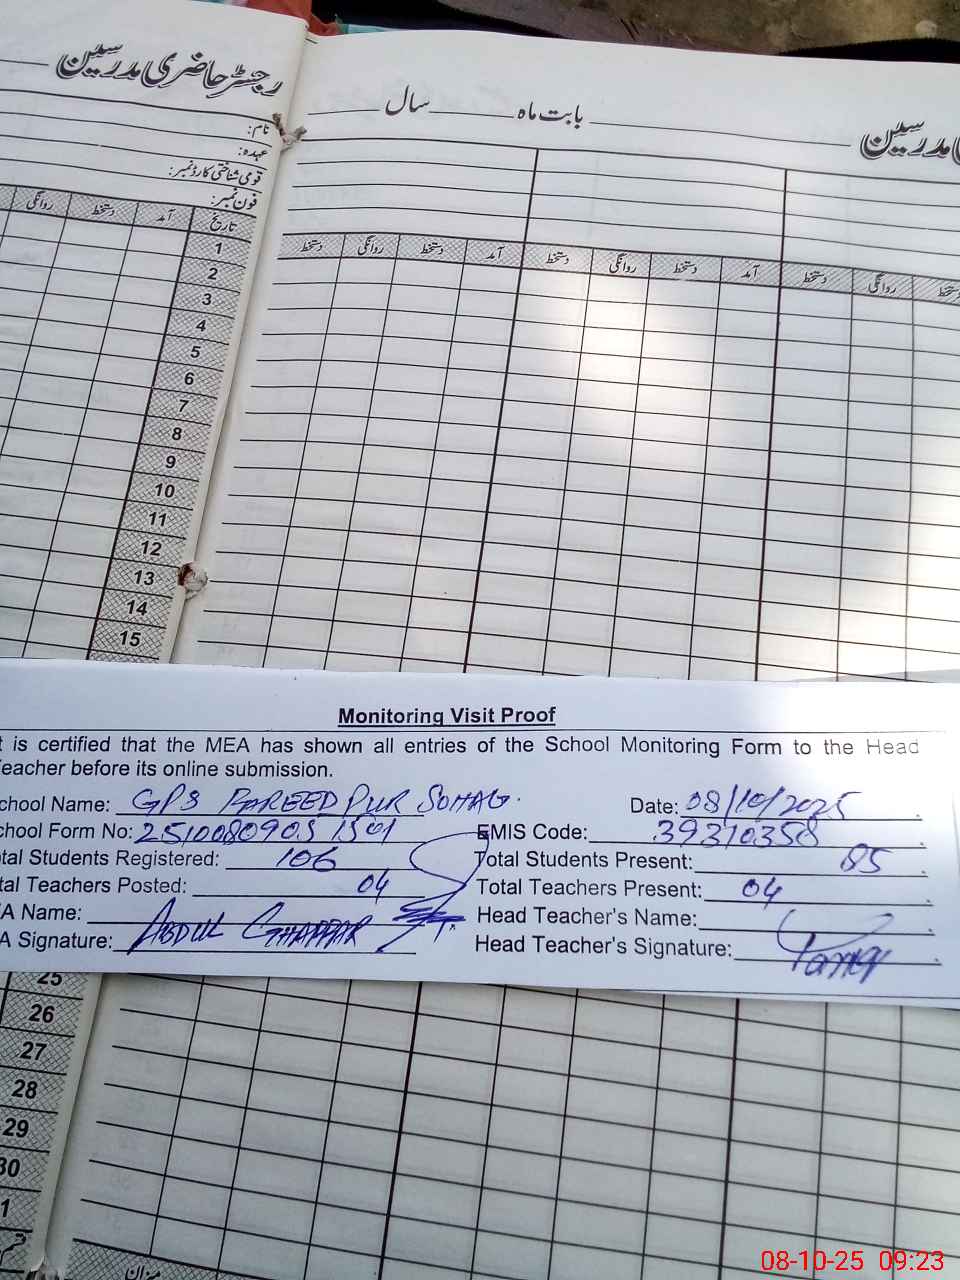 رجسٹر حاضری مدرسین
نام:
عہدہ:
قومی شناختی کارڈ نمبر:
فون نمبر:
تاریخ آمد دستخط روانگی
1
2
3
4
5
6
7
8
9
10
11
12
13
14
15
بابت ماہ سال
مدرسین
دستخط روانگی دستخط آمد دستخط روانگی دستخط آمد دستخط روانگی دستخط
Monitoring Visit Proof
t is certified that the MEA has shown all entries of the School Monitoring Form to the Head
eacher before its online submission.
chool Name: GPS FAREED PUR SOHAG. Date: 08/10/2025
chool Form No: 25100809051501 EMIS Code: 39310358
tal Students Registered: 106 Total Students Present: 85
tal Teachers Posted: 04 Total Teachers Present: 04
A Name: ABDUL GHAFFAR Head Teacher's Name:
A Signature: Head Teacher's Signature:
25
26
27
28
29
30
1
میزان
08-10-25 09:23